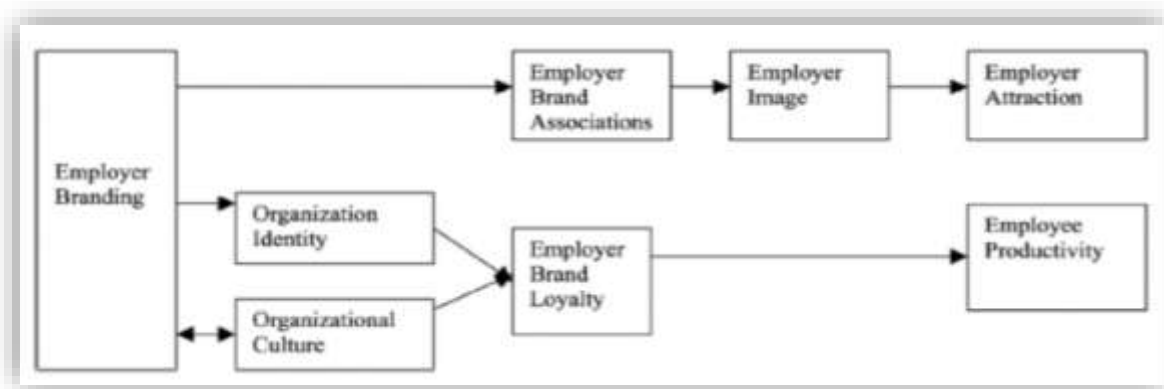 Employer
Branding
Employer
Brand
Associations
Employer
Image
Employer
Attraction
Organization
Identity
Organizational
Culture
Employer
Brand
Loyalty
Employee
Productivity